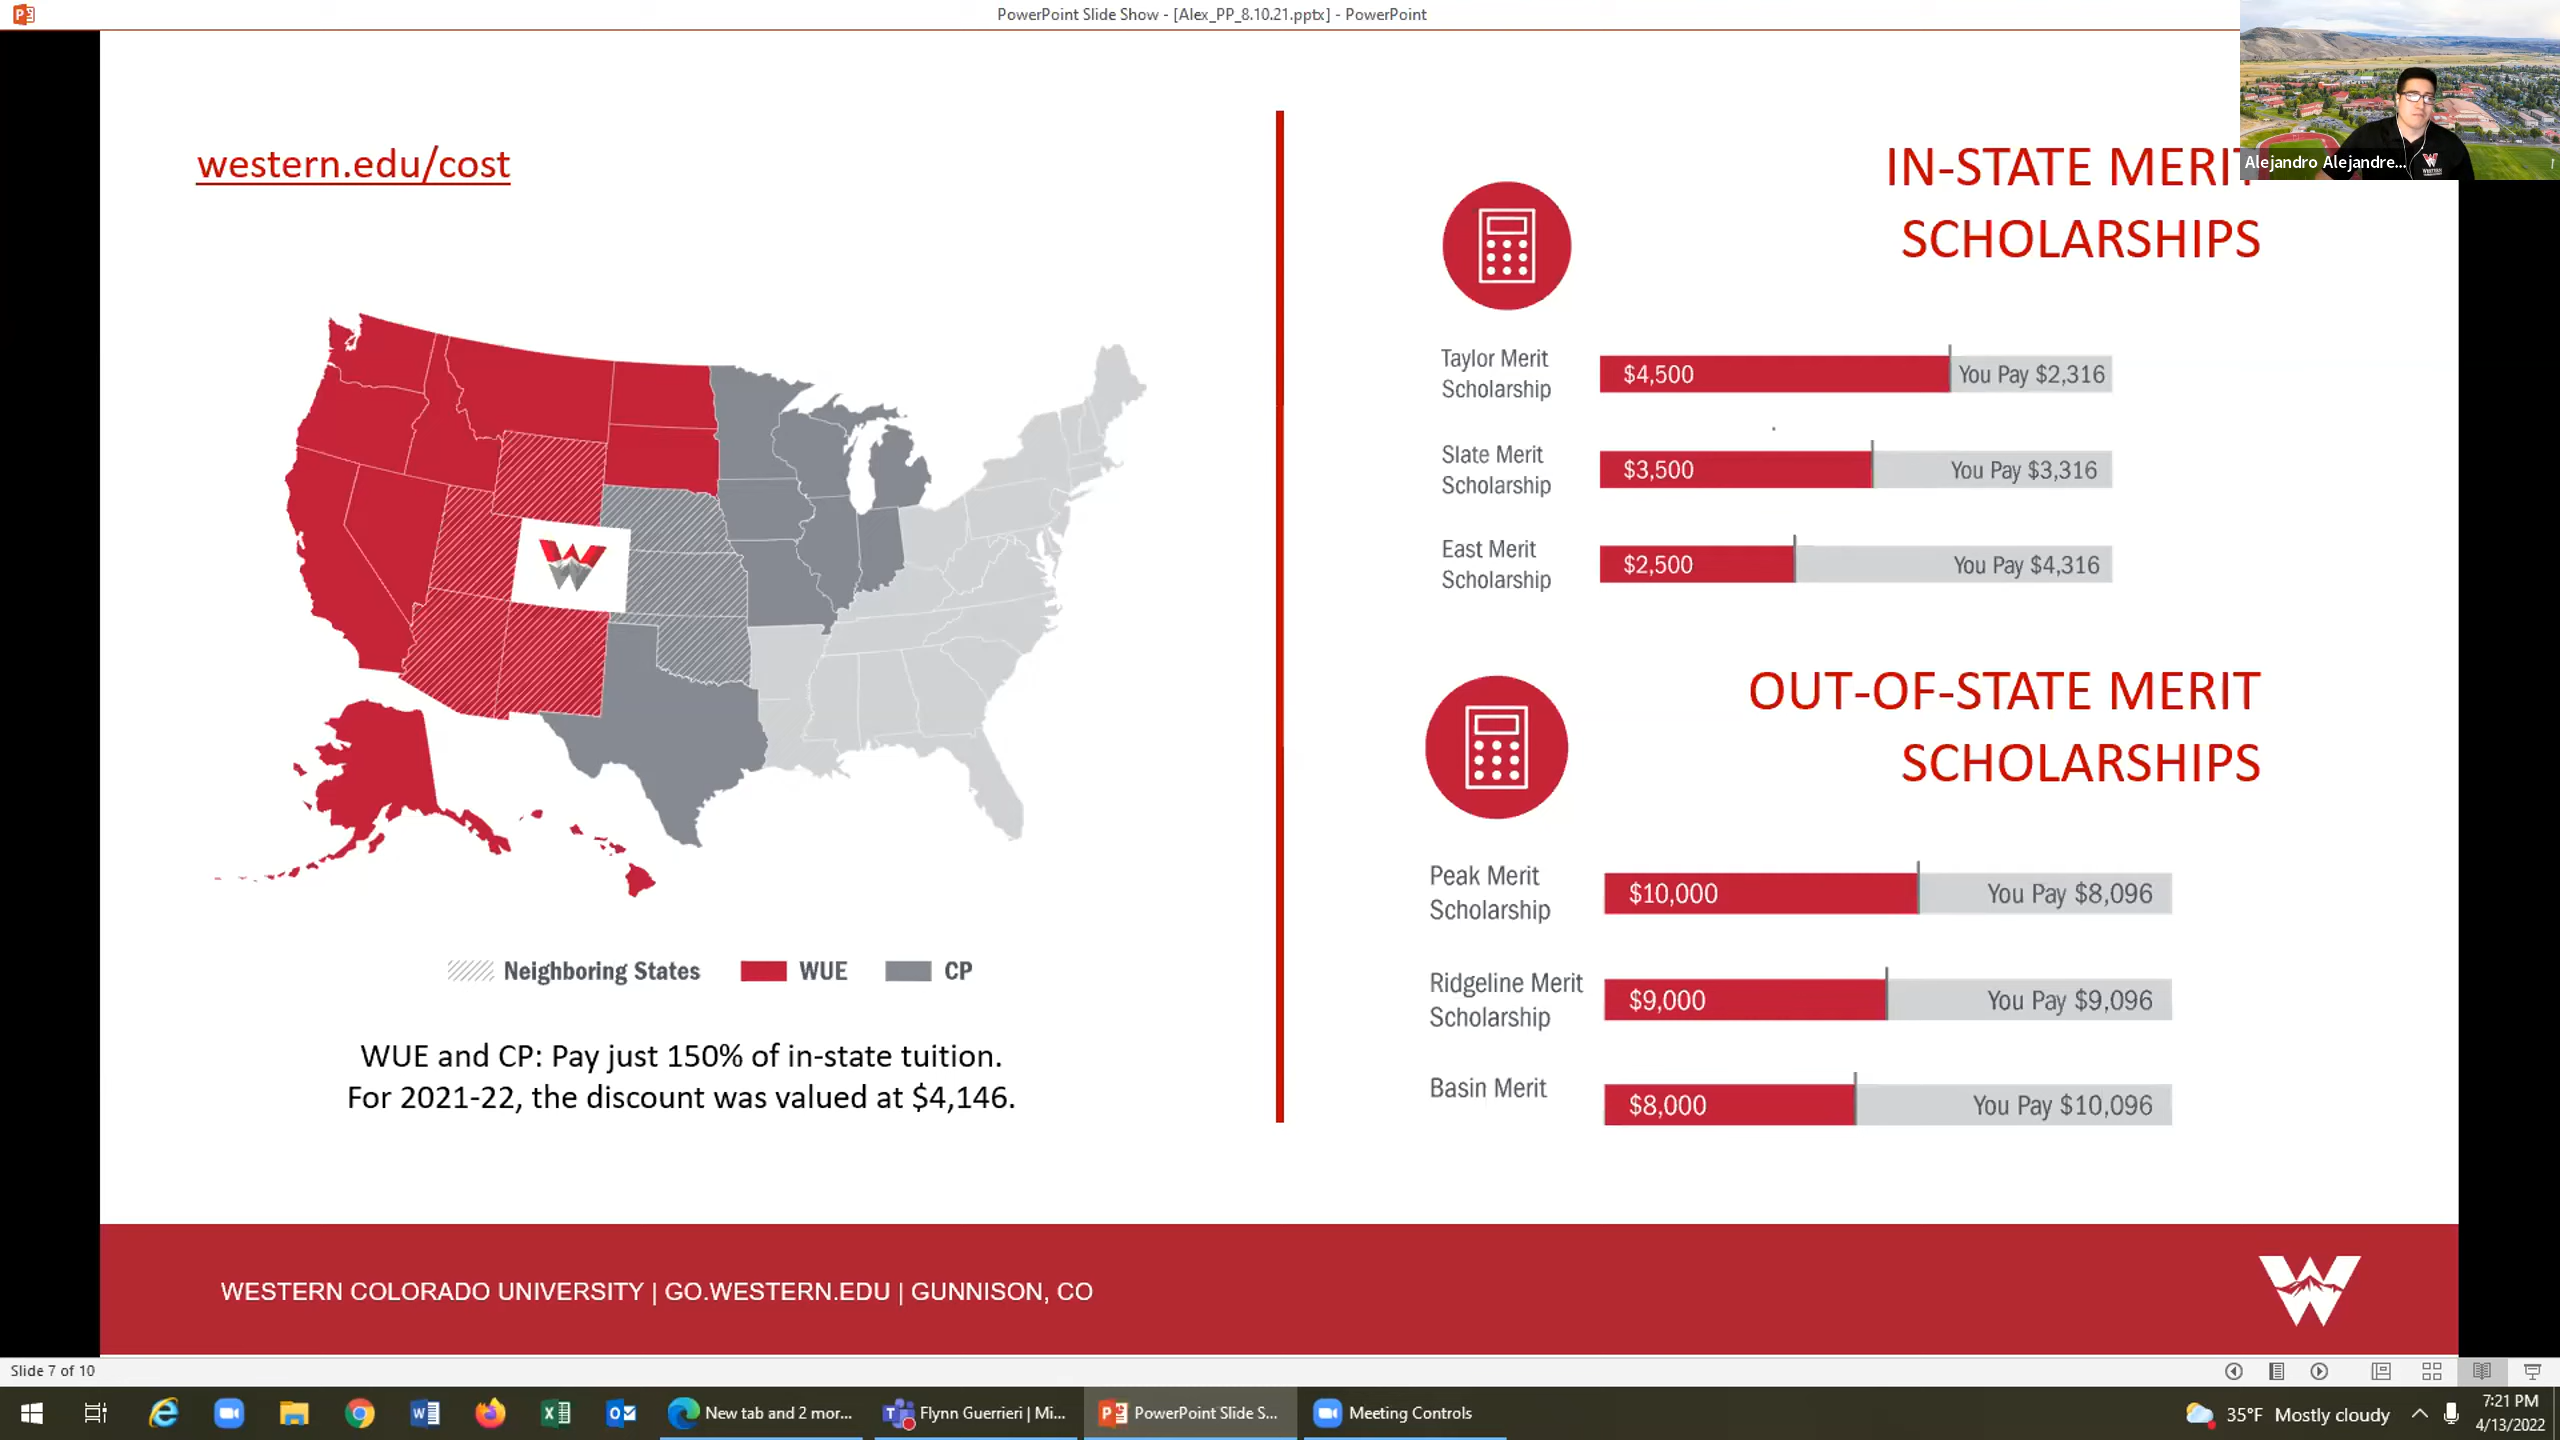 PowerPoint Slide Show - [Alex_PP_8.10.21.pptx] - PowerPoint
Alejandro Alejandre...
western.edu/cost
Neighboring States WUE CP
WUE and CP: Pay just 150% of in-state tuition.
For 2021-22, the discount was valued at $4,146.
IN-STATE MERIT
SCHOLARSHIPS
Taylor Merit
Scholarship
$4,500 You Pay $2,316
Slate Merit
Scholarship
$3,500 You Pay $3,316
East Merit
Scholarship
$2,500 You Pay $4,316
OUT-OF-STATE MERIT
SCHOLARSHIPS
Peak Merit
Scholarship
$10,000 You Pay $8,096
Ridgeline Merit
Scholarship
$9,000 You Pay $9,096
Basin Merit
$8,000 You Pay $10,096
WESTERN COLORADO UNIVERSITY | GO.WESTERN.EDU | GUNNISON, CO
Slide 7 of 10
New tab and 2 mor... Flynn Guerrieri | Mi... PowerPoint Slide S... Meeting Controls
35°F Mostly cloudy
7:21 PM
4/13/2022